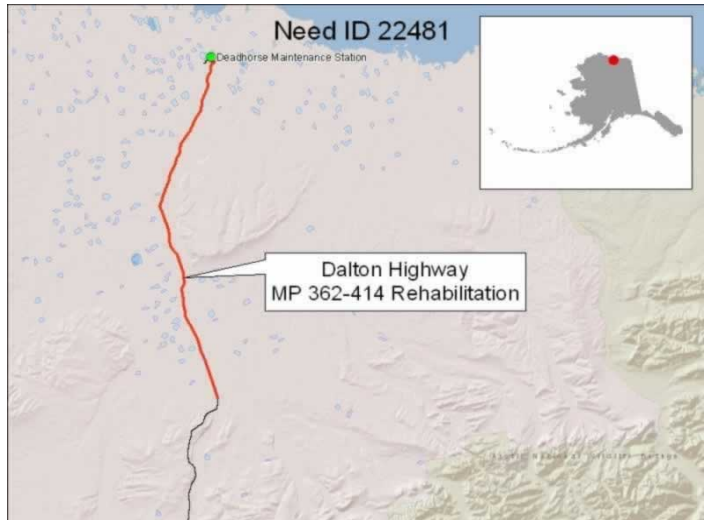 Need ID 22481
Deadhorse Maintenance Station
Dalton Highway
MP 362-414 Rehabilitation